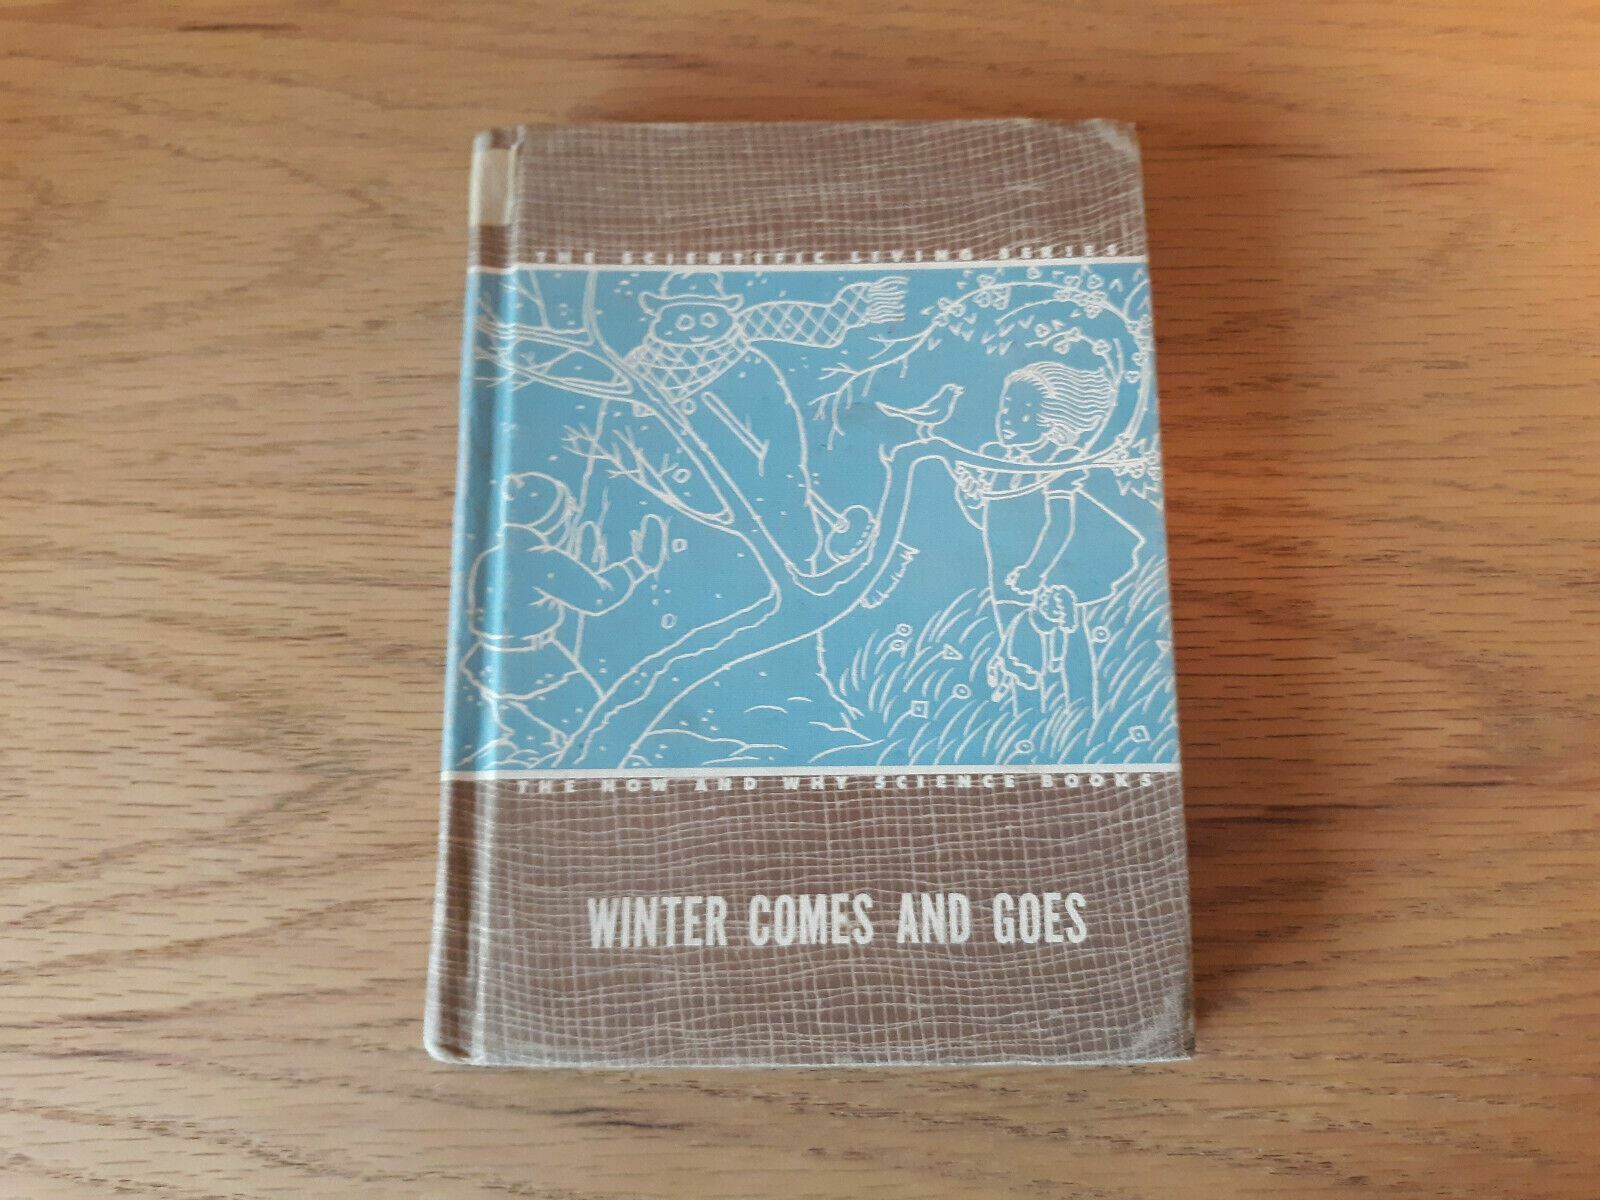 THE SCIENTIFIC LIVING SERIES
THE HOW AND WHY SCIENCE BOOKS
WINTER COMES AND GOES